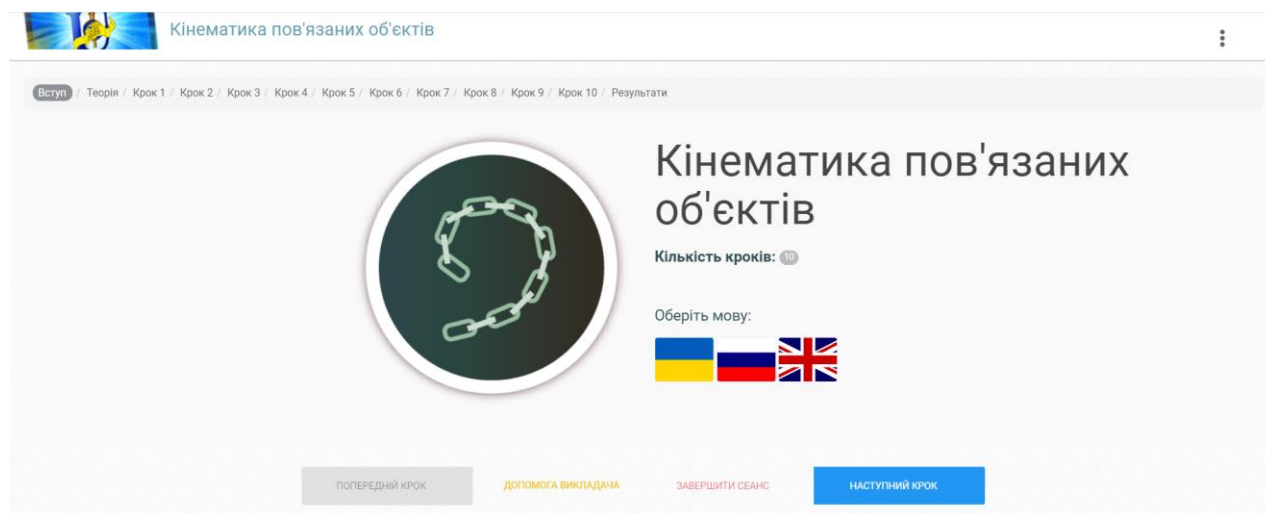 Кінематика пов'язаних об'єктів
Вступ / Теорія / Крок 1 / Крок 2 / Крок 3 / Крок 4 / Крок 5 / Крок 6 / Крок 7 / Крок 8 / Крок 9 / Крок 10 / Результати
Кінематика пов'язаних
об'єктів
Кількість кроків: 10
Оберіть мову:
ПОПЕРЕДНІЙ КРОК ДОПОМОГА ВИКЛАДАЧА ЗАВЕРШИТИ СЕАНС НАСТУПНИЙ КРОК